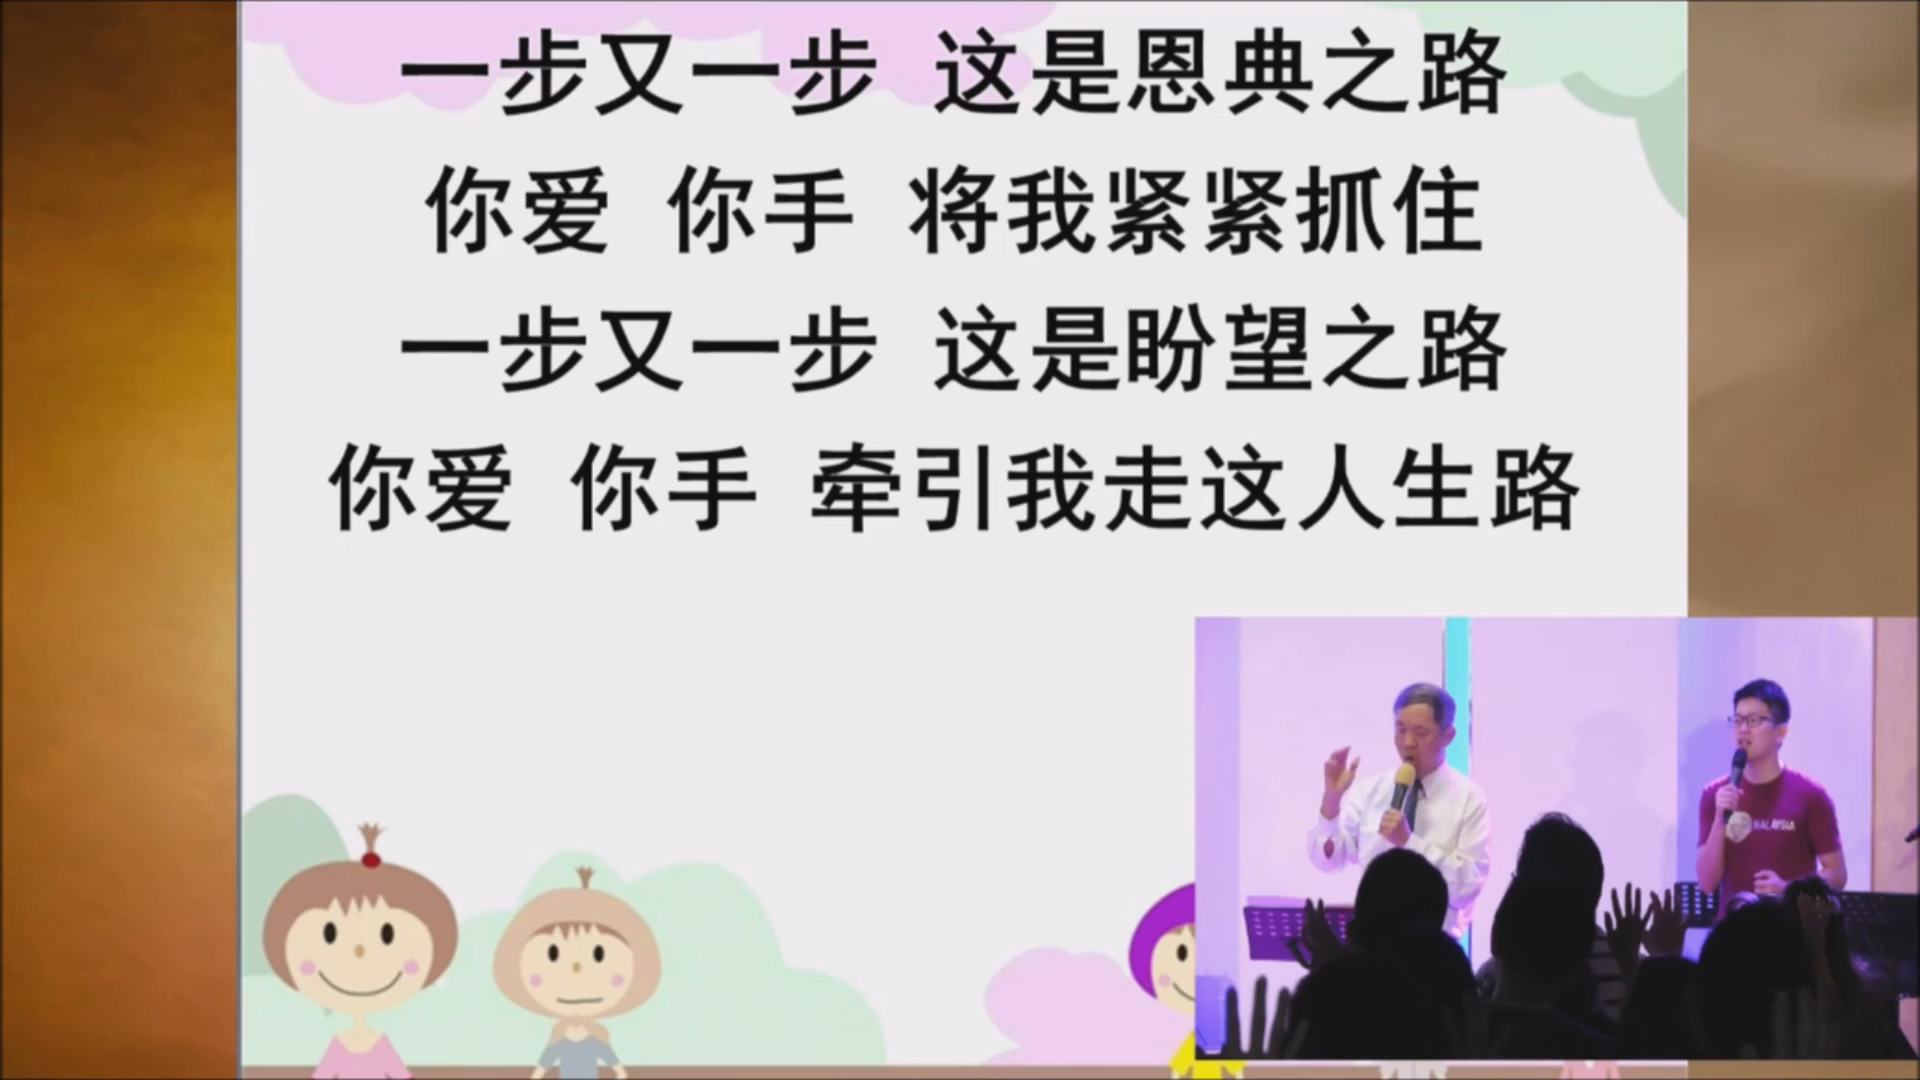 一步又一步 这是恩典之路
你爱 你手 将我紧紧抓住
一步又一步 这是盼望之路
你爱 你手 牵引我走这人生路
MALAYSIA